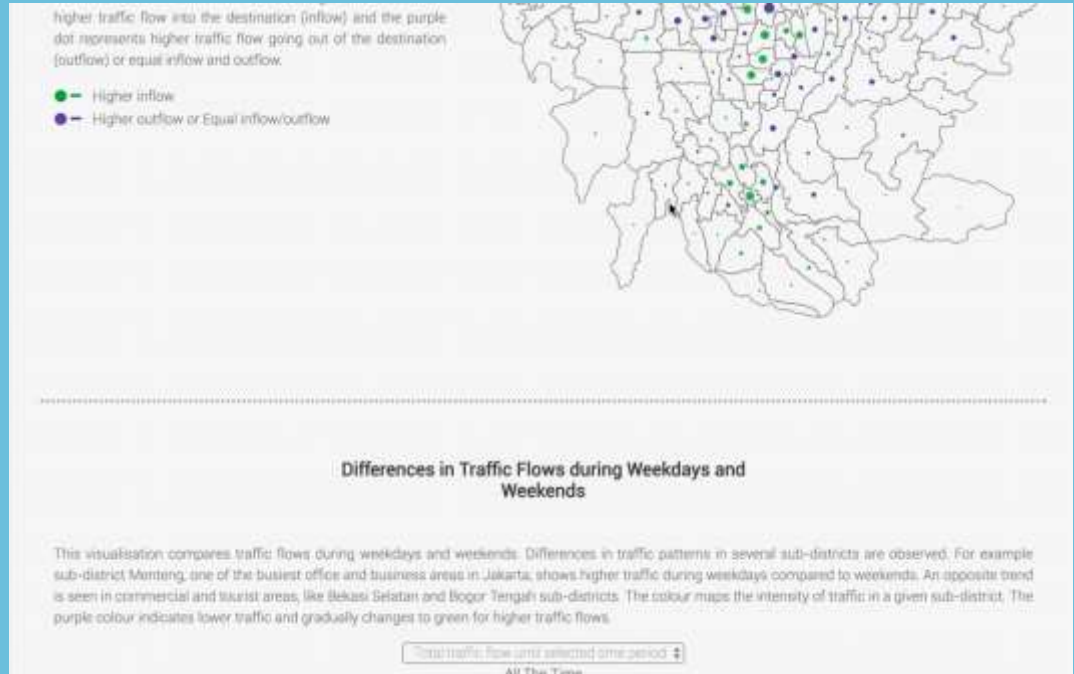 higher traffic flow into the destination (inflow) and the purple
dot represents higher traffic flow going out of the destination
(outflow) or equal inflow and outflow.
Higher inflow
Higher outflow or Equal inflow/outflow
Differences in Traffic Flows during Weekdays and
Weekends
This visualisation compares traffic flows during weekdays and weekends. Differences in traffic patterns in several sub-districts are observed. For example
sub-district Menteng, one of the busiest office and business areas in Jakarta, shows higher traffic during weekdays compared to weekends. An opposite trend
is seen in commercial and tourist areas, like Bekasi Selatan and Bogor Tengah sub-districts. The colour maps the intensity of traffic in a given sub-district. The
purple colour indicates lower traffic and gradually changes to green for higher traffic flows.
Total traffic flow until selected time period
All The Time